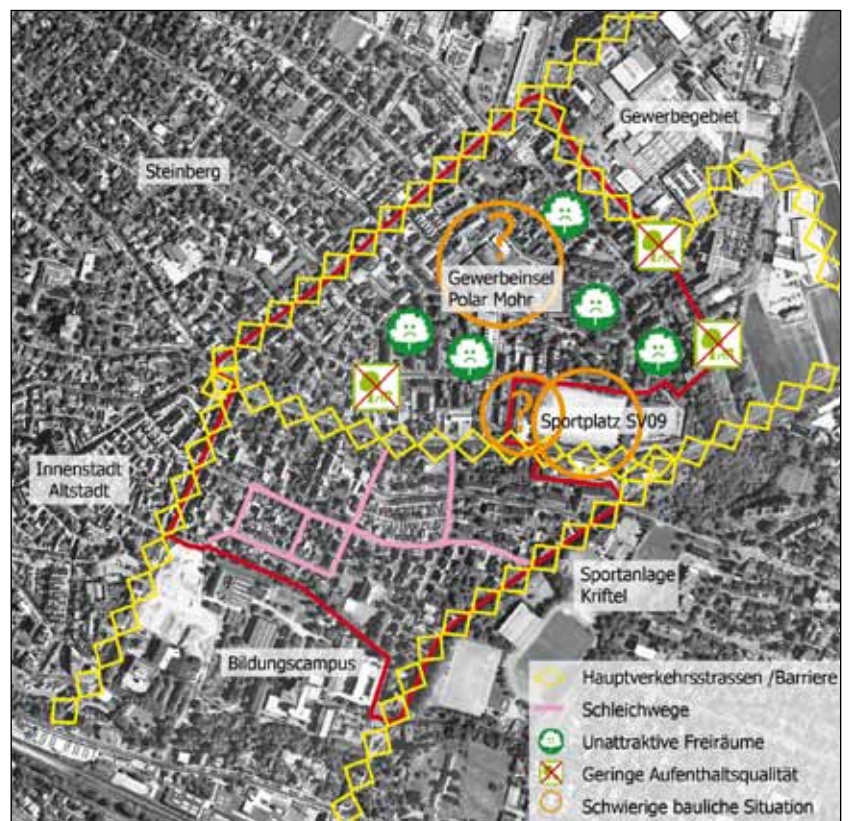 Gewerbegebiet
Steinberg
?
Gewerbeinsel
Polar Mohr
?
Sportplatz SV09
Innenstadt
Altstadt
Sportanlage
Kriftel
Bildungscampus
Hauptverkehrsstrassen /Barriere
Schleichwege
Unattraktive Freiräume
Geringe Aufenthaltsqualität
Schwierige bauliche Situation